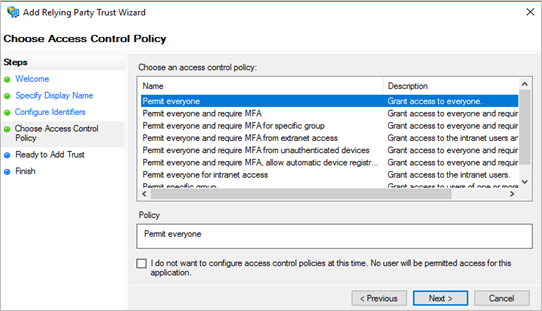 Add Relying Party Trust Wizard
Choose Access Control Policy
Steps
Welcome
Specify Display Name
Configure Identifiers
Choose Access Control
Policy
Ready to Add Trust
Finish
Choose an access control policy:
Name Description
Permit everyone Grant access to everyone.
Permit everyone and require MFA Grant access to everyone and requir
Permit everyone and require MFA for specific group Grant access to everyone and requir
Permit everyone and require MFA from extranet access Grant access to the intranet users an
Permit everyone and require MFA from unauthenticated devices Grant access to everyone and requir
Permit everyone and require MFA, allow automatic device registr... Grant access to everyone and requir
Permit everyone for intranet access Grant access to the intranet users.
Permit specific group Grant access to users of one or more
Policy
Permit everyone
I do not want to configure access control policies at this time. No user will be permitted access for this
application.
< Previous
Next >
Cancel